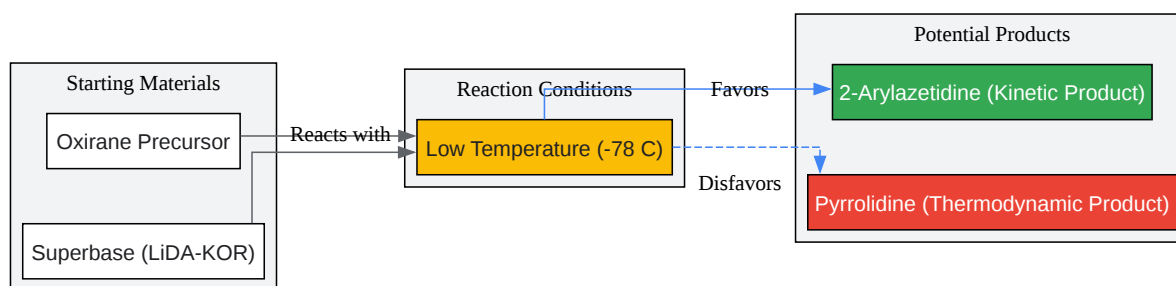 Starting Materials
Oxirane Precursor
Superbase (LiDA-KOR)
Reacts with
Reaction Conditions
Low Temperature (-78 C)
Favors
Disfavors
Potential Products
2-Arylazetidine (Kinetic Product)
Pyrrolidine (Thermodynamic Product)